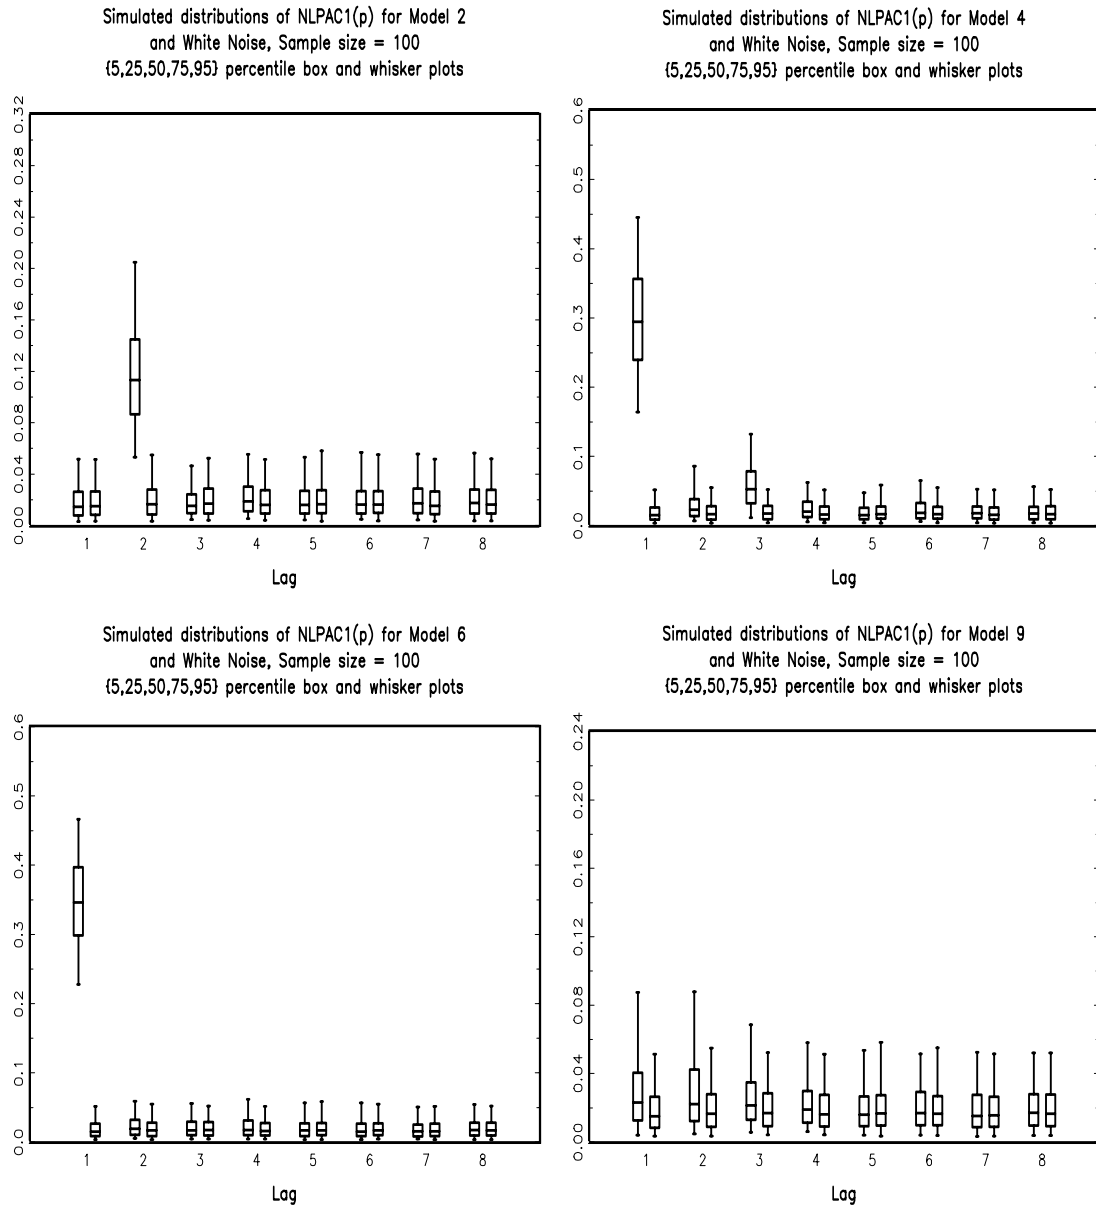 Simulated distributions of NLPAC1(p) for Model 2
and White Noise, Sample size = 100
{5,25,50,75,95} percentile box and whisker plots
0.32
0.28
0.24
0.20
0.16
0.12
0.08
0.04
0.00
1 2 3 4 5 6 7 8
Lag
Simulated distributions of NLPAC1(p) for Model 4
and White Noise, Sample size = 100
{5,25,50,75,95} percentile box and whisker plots
0.6
0.5
0.4
0.3
0.2
0.1
0.0
1 2 3 4 5 6 7 8
Lag
Simulated distributions of NLPAC1(p) for Model 6
and White Noise, Sample size = 100
{5,25,50,75,95} percentile box and whisker plots
0.6
0.5
0.4
0.3
0.2
0.1
0.0
1 2 3 4 5 6 7 8
Lag
Simulated distributions of NLPAC1(p) for Model 9
and White Noise, Sample size = 100
{5,25,50,75,95} percentile box and whisker plots
0.24
0.20
0.16
0.12
0.08
0.04
0.00
1 2 3 4 5 6 7 8
Lag